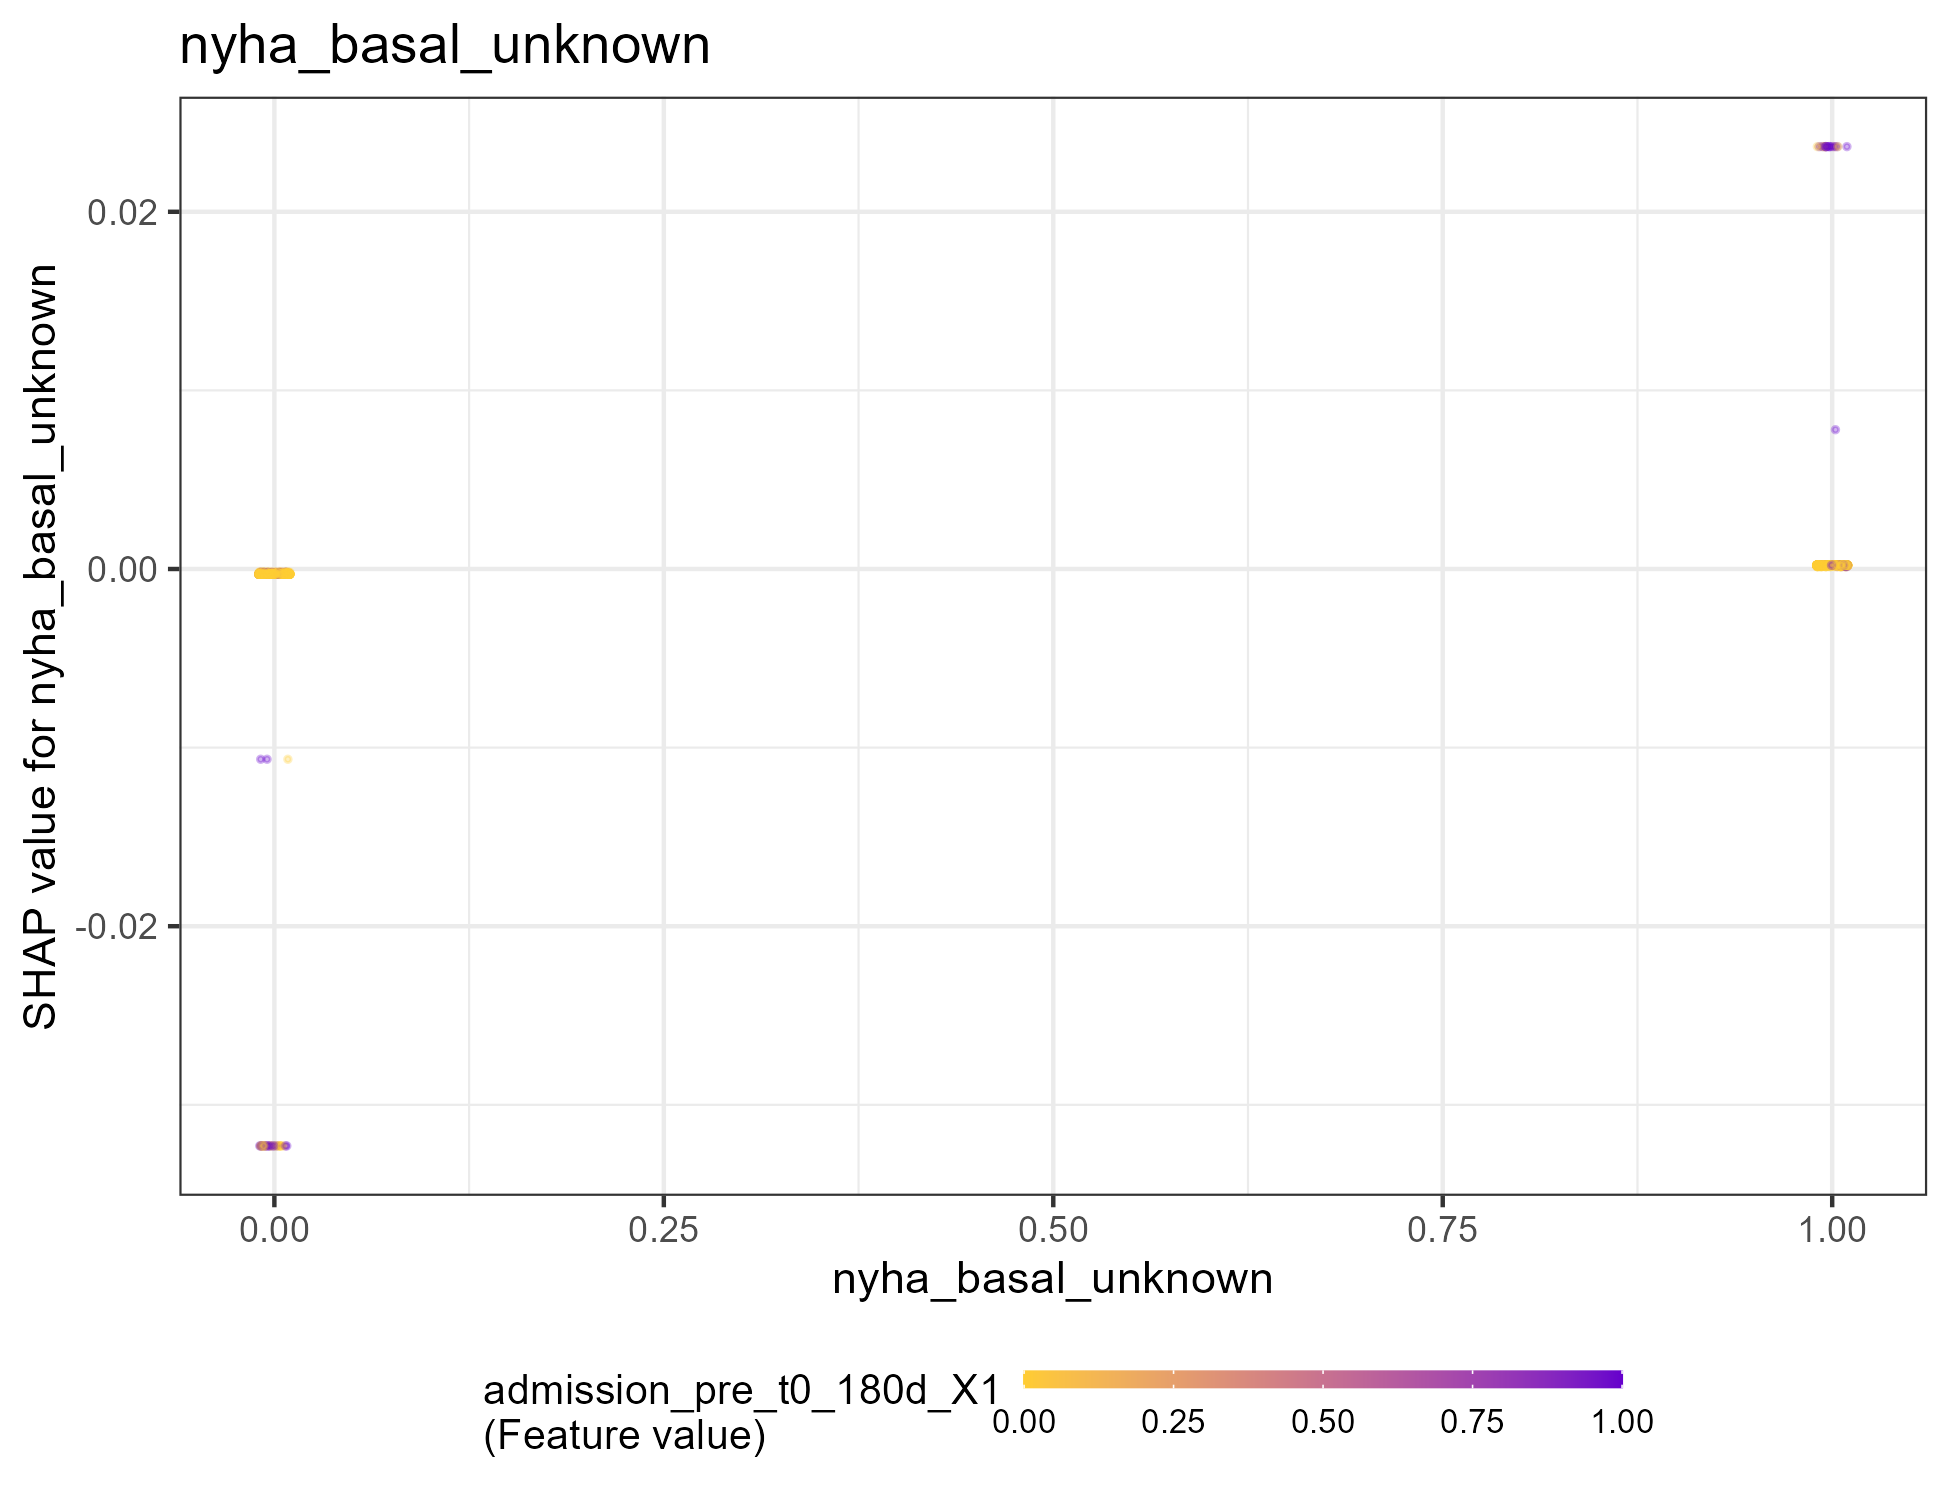 nyha_basal_unknown
SHAP value for nyha_basal_unknown
0.02
0.00
-0.02
0.00 0.25 0.50 0.75 1.00
nyha_basal_unknown
admission_pre_t0_180d_X1
(Feature value)
0.00 0.25 0.50 0.75 1.00